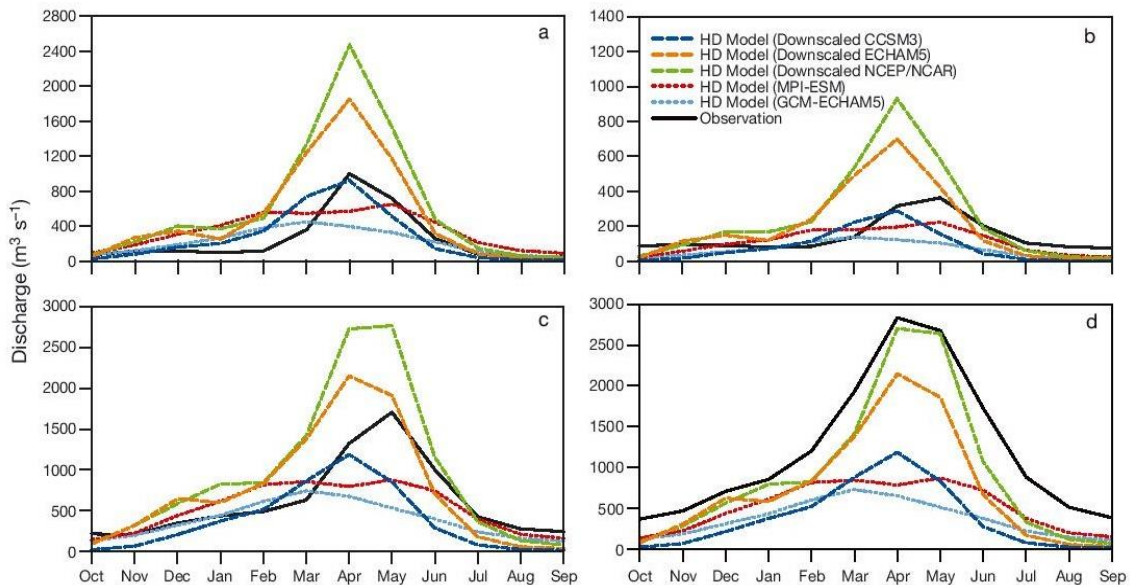 2800
2400
2000
1600
1200
800
400
0
a
1400
1200
1000
800
600
400
200
0
b
HD Model (Downscaled CCSM3)
HD Model (Downscaled ECHAM5)
HD Model (Downscaled NCEP/NCAR)
HD Model (MPI-ESM)
HD Model (GCM-ECHAM5)
Observation
Discharge (m³ s⁻¹)
3000
2500
2000
1500
1000
500
0
c
Oct Nov Dec Jan Feb Mar Apr May Jun Jul Aug Sep
3000
2500
2000
1500
1000
500
0
d
Oct Nov Dec Jan Feb Mar Apr May Jun Jul Aug Sep